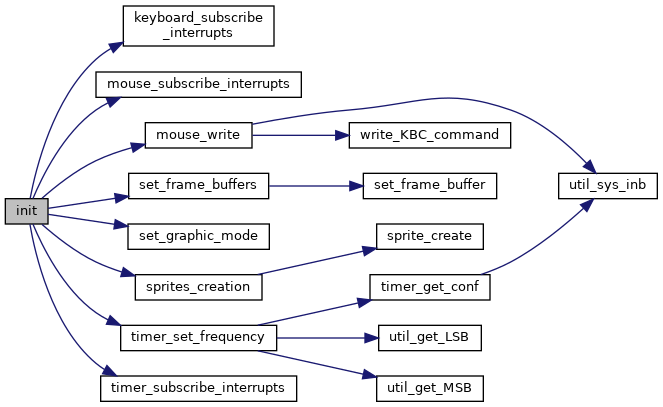 keyboard_subscribe
_interrupts
mouse_subscribe_interrupts
mouse_write
write_KBC_command
set_frame_buffers
set_frame_buffer
util_sys_inb
init
set_graphic_mode
sprite_create
sprites_creation
timer_get_conf
timer_set_frequency
util_get_LSB
timer_subscribe_interrupts
util_get_MSB